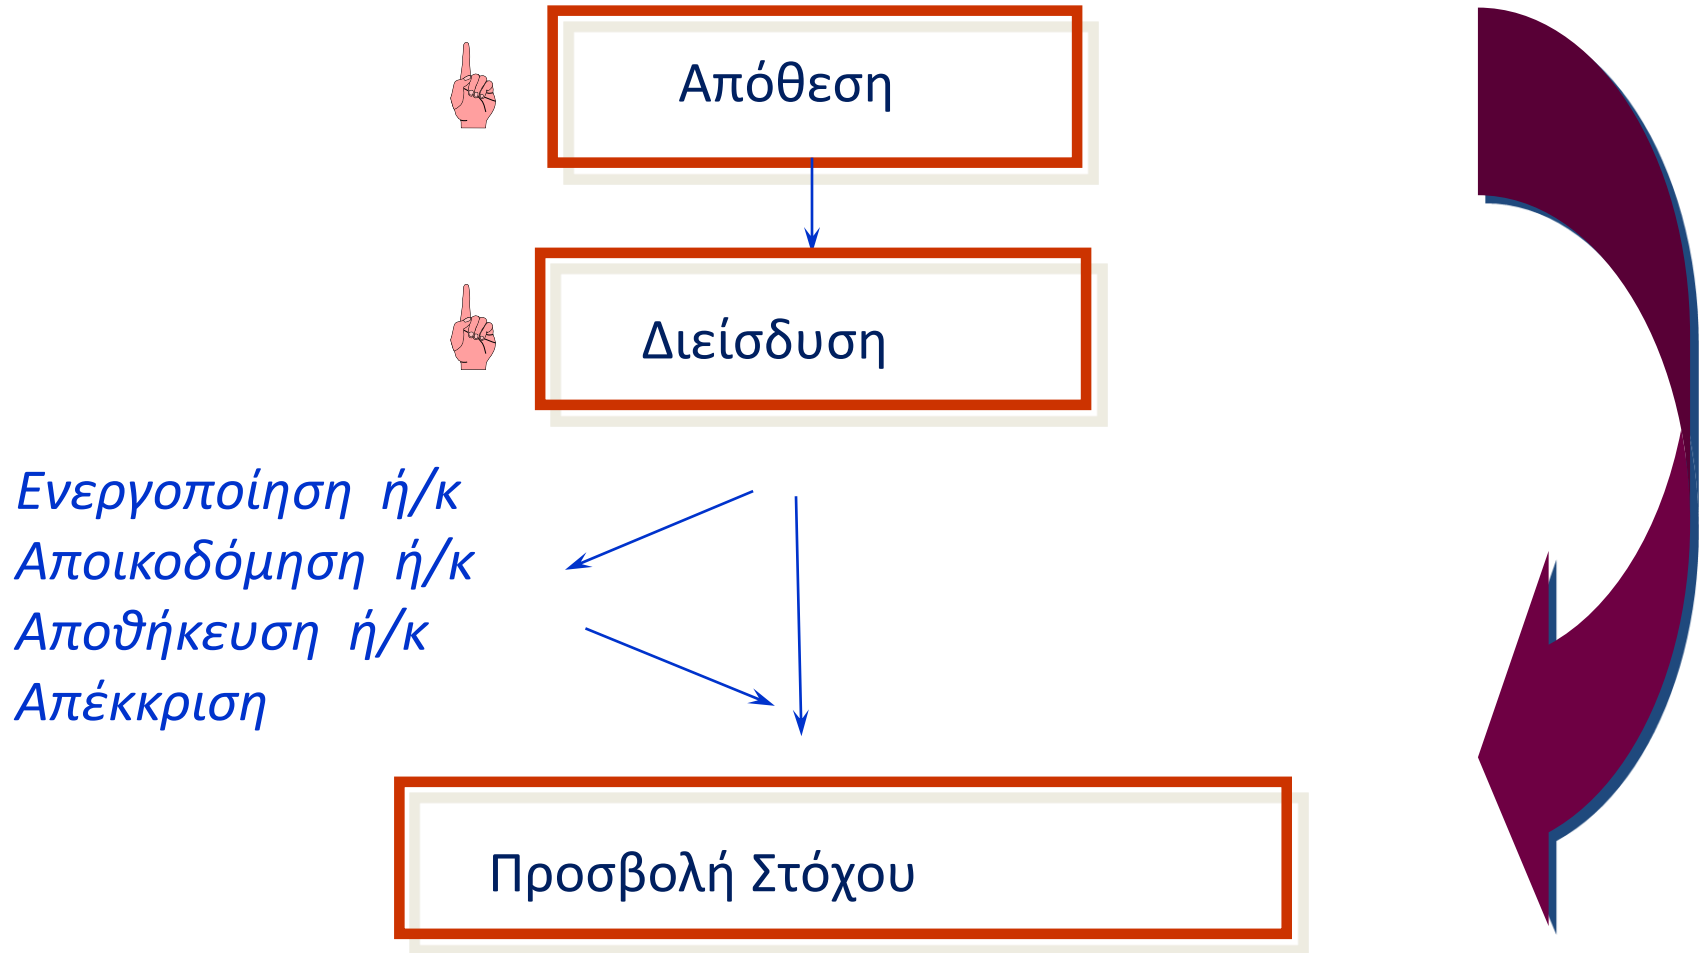 Απόθεση
Διείσδυση
Ενεργοποίηση ή/κ
Αποικοδόμηση ή/κ
Αποθήκευση ή/κ
Απέκκριση
Προσβολή Στόχου